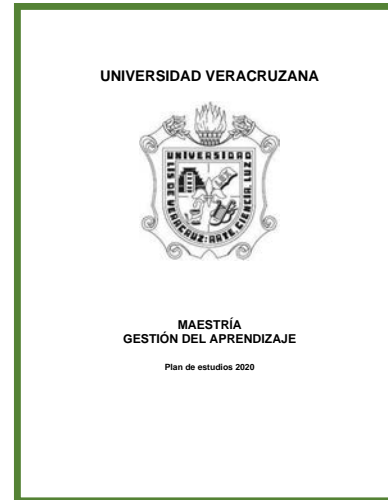 UNIVERSIDAD VERACRUZANA
UNIVERSIDAD
LIS DE VERACRUZ: ARTE, CIENCIA, LUZ
MAESTRÍA
GESTIÓN DEL APRENDIZAJE
Plan de estudios 2020